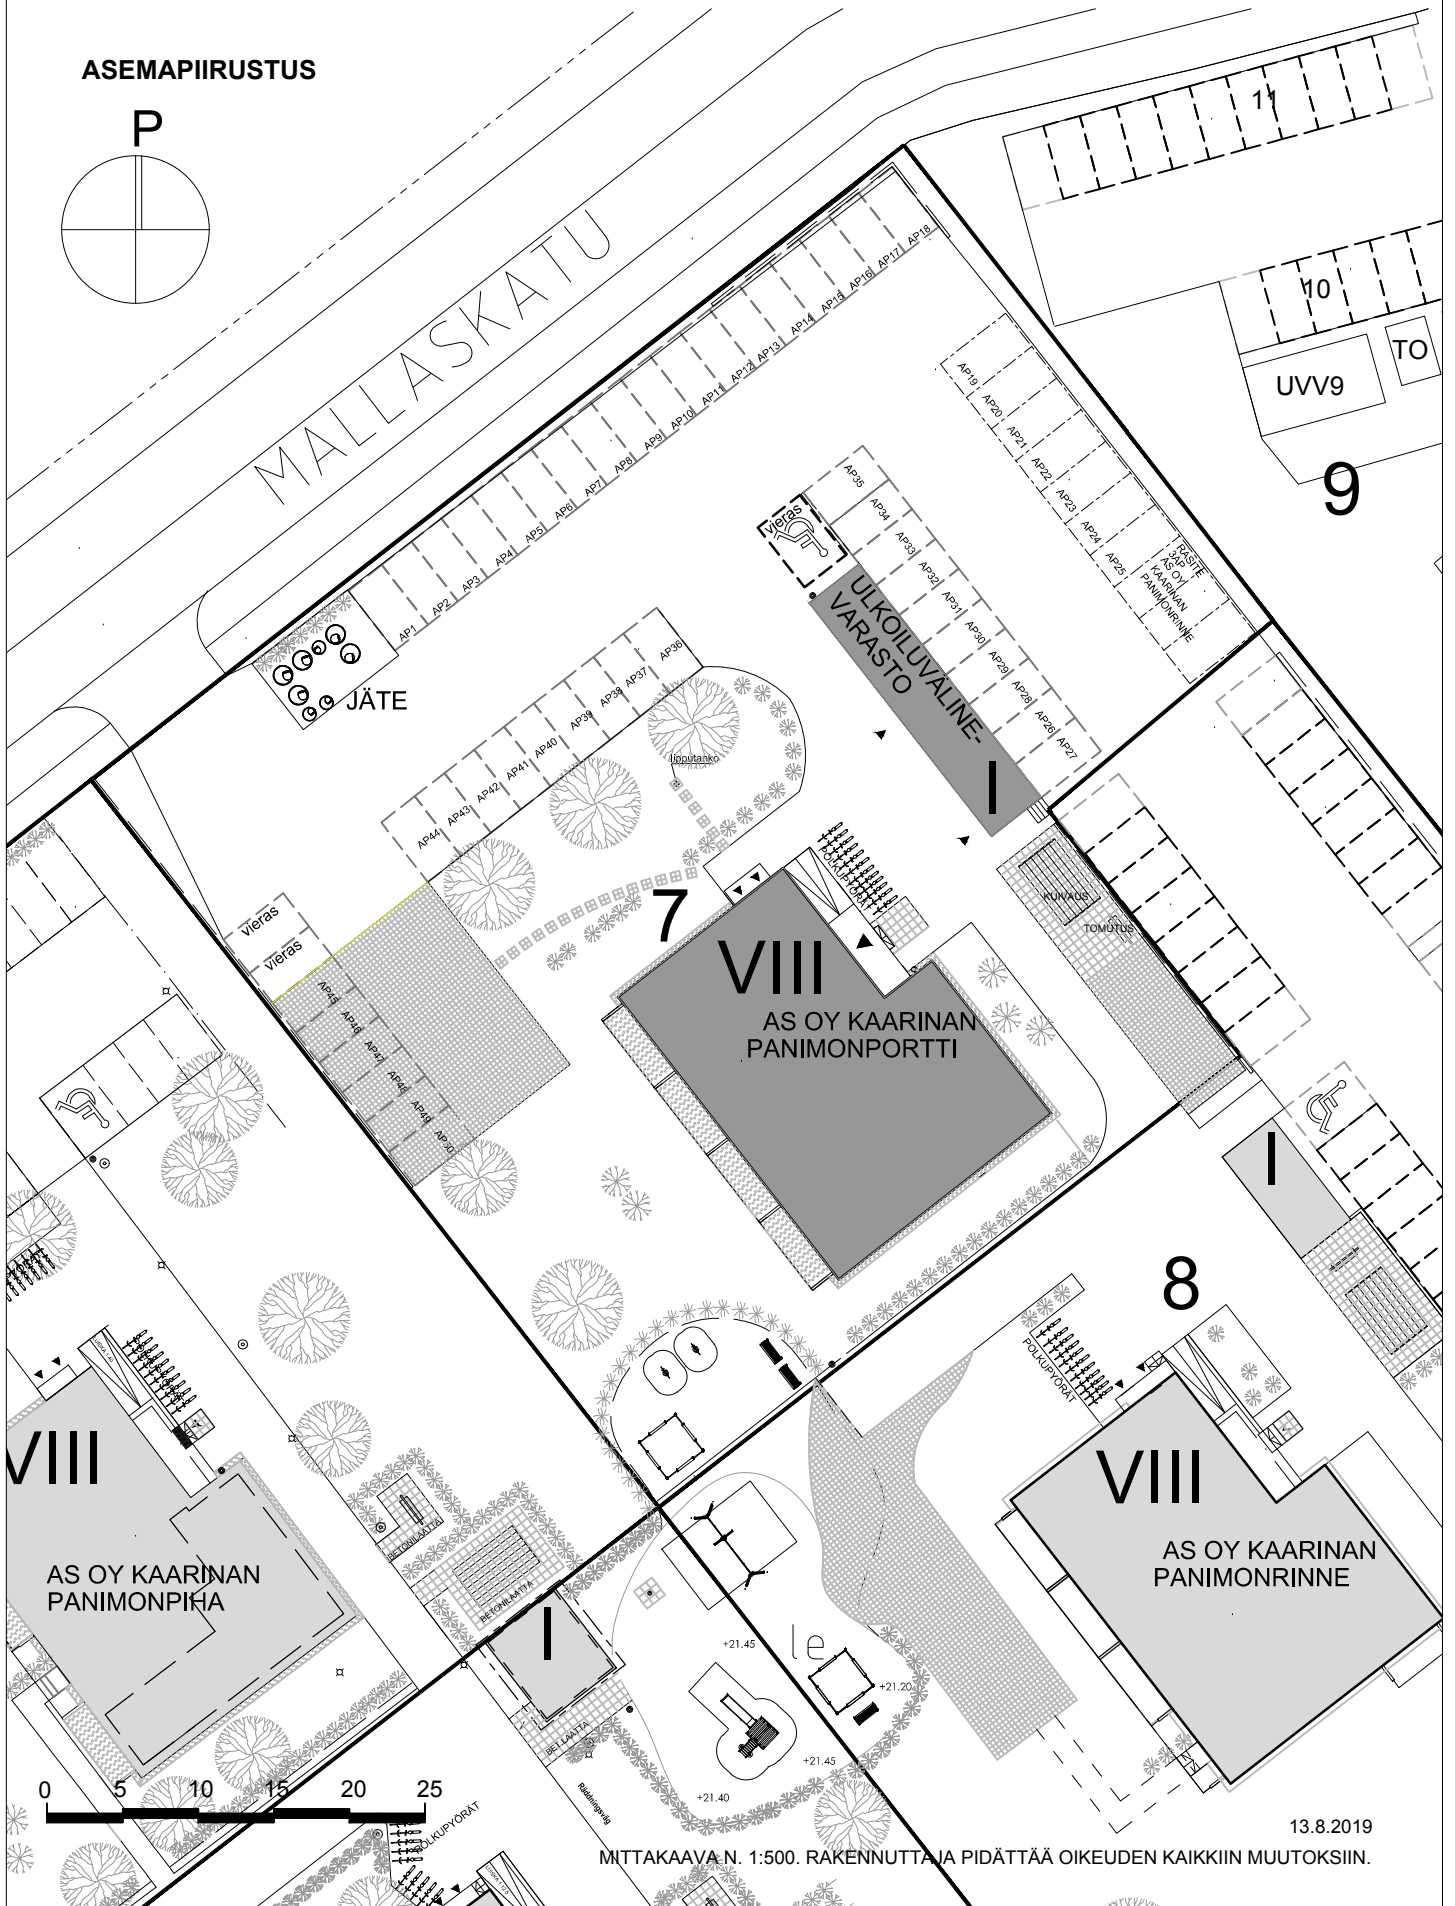 ASEMAPIIRUSTUS
P
MALLASKATU
11
10
TO
UVV9
9
AP1
AP2
AP3
AP4
AP5
AP6
AP7
AP8
AP9
AP10
AP11
AP12
AP13
AP14
AP15
AP16
AP17
AP18
AP19
AP20
AP21
AP22
AP23
AP24
AP25
RASITE
3AP
AS OY
KAARINAN
PANIMONRINNE
AP35
AP34
AP33
AP32
AP31
AP30
AP29
AP28
AP26
AP27
vieras
ULKOILUVÄLINE-
VARASTO
I
JÄTE
AP36
AP37
AP38
AP39
AP40
AP41
AP42
AP43
AP44
lipputanko
vieras
vieras
AP45
AP46
AP47
AP48
AP49
AP50
7
POLKUPYÖRÄT
KUIVAUS
TOMUTUS
VIII
AS OY KAARINAN
PANIMONPORTTI
I
8
POLKUPYÖRÄT
VIII
AS OY KAARINAN
PANIMONRINNE
VIII
AS OY KAARINAN
PANIMONPIHA
BETONILAATTA
BETONILAATTA
I
BET.LAATTA
Räddningsväg
le
+21.45
+21.20
+21.45
+21.40
0 5 10 15 20 25
POLKUPYÖRÄT
13.8.2019
MITTAKAAVA N. 1:500. RAKENNUTTAJA PIDÄTTÄÄ OIKEUDEN KAIKKIIN MUUTOKSIIN.